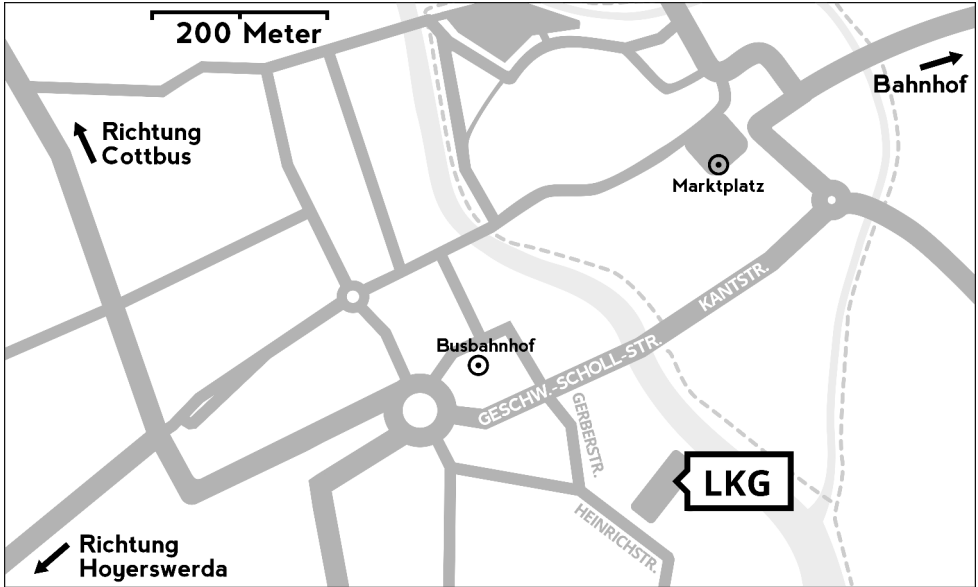 200 Meter
Bahnhof
Richtung
Cottbus
Marktplatz
KANTSTR.
Busbahnhof
GESCHW.-SCHOLL-STR.
GERBERSTR.
LKG
HEINRICHSTR.
Richtung
Hoyerswerda